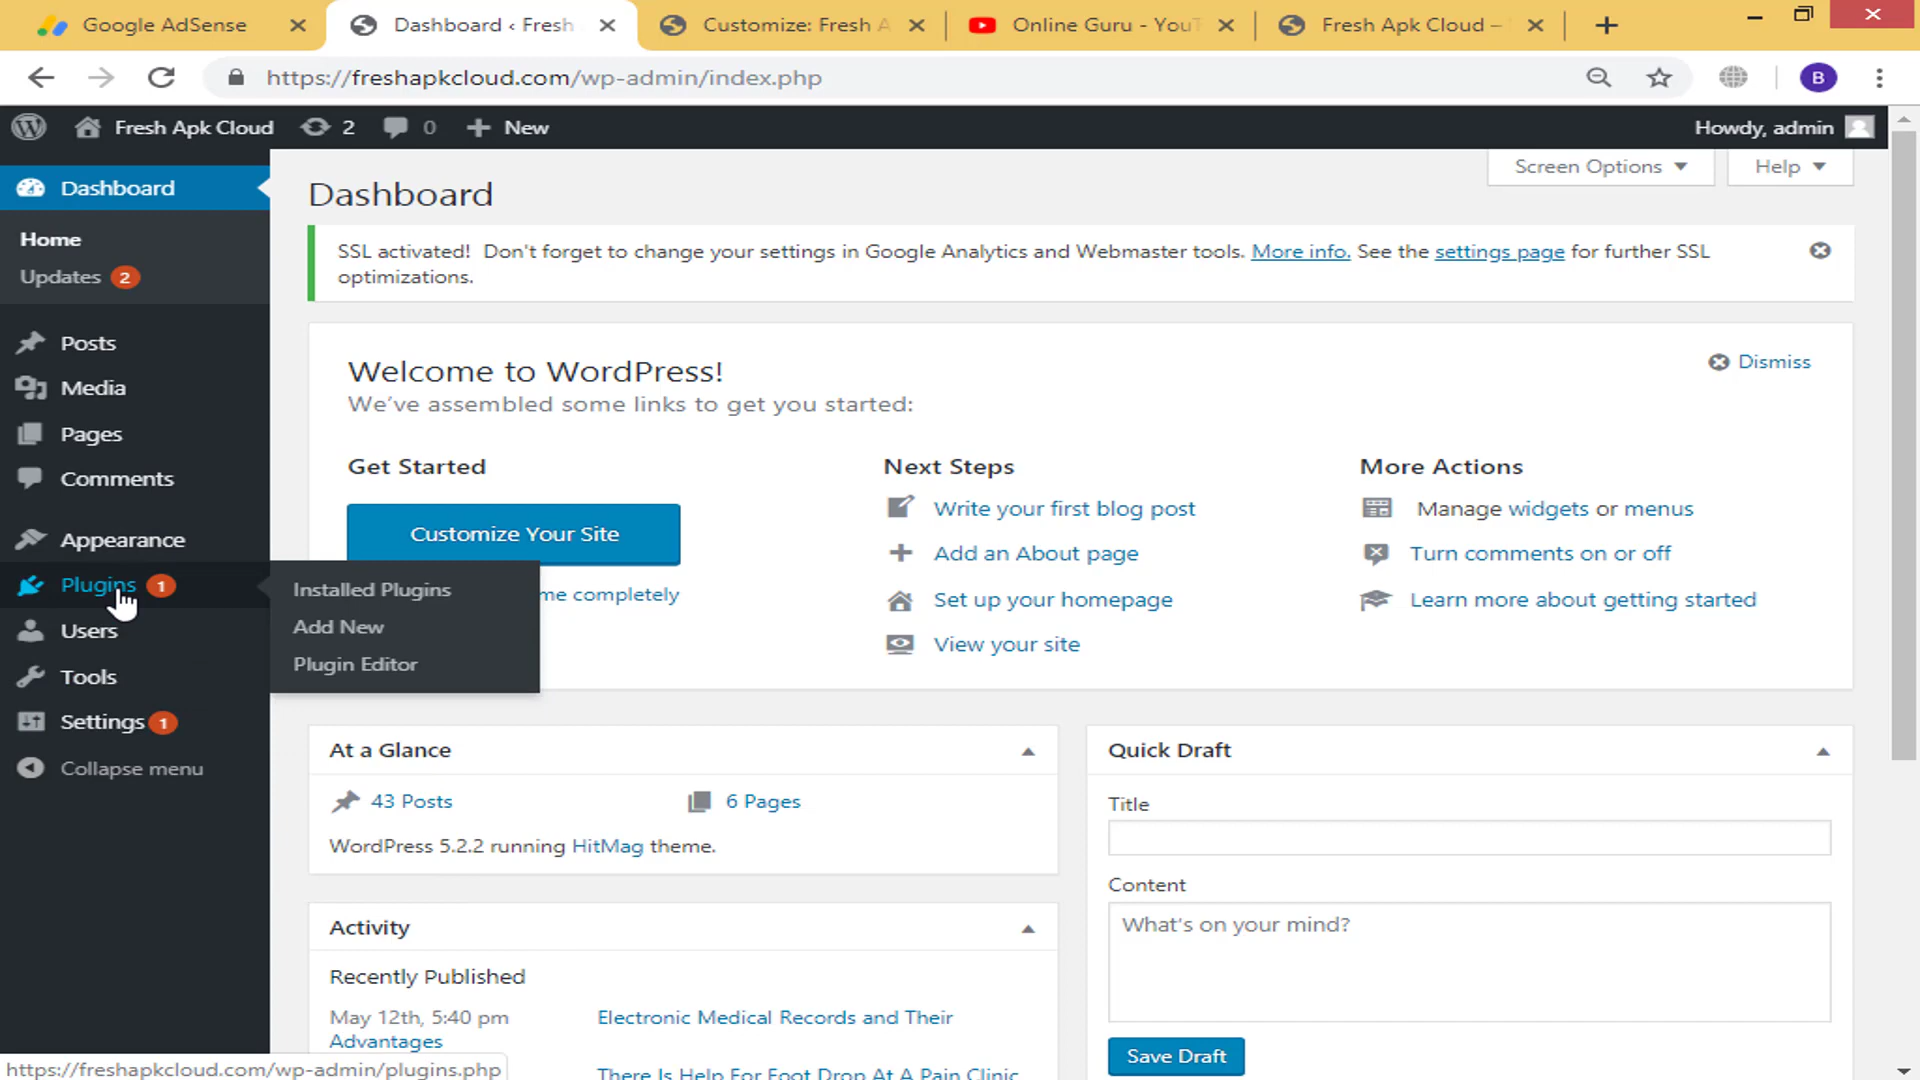 Google AdSense
Dashboard ‹ Fresh
Customize: Fresh A
Online Guru - YouT
Fresh Apk Cloud –
https://freshapkcloud.com/wp-admin/index.php
B
Fresh Apk Cloud
2
0
New
Howdy, admin
Dashboard
Home
Updates 2
Posts
Media
Pages
Comments
Appearance
Plugins 1
Users
Tools
Settings 1
Collapse menu
Installed Plugins
Add New
Plugin Editor
Screen Options
Help
Dashboard
SSL activated! Don't forget to change your settings in Google Analytics and Webmaster tools. More info. See the settings page for further SSL
optimizations.
Welcome to WordPress!
We've assembled some links to get you started:
Dismiss
Get Started
Customize Your Site
me completely
Next Steps
Write your first blog post
Add an About page
Set up your homepage
View your site
More Actions
Manage widgets or menus
Turn comments on or off
Learn more about getting started
At a Glance
43 Posts
6 Pages
WordPress 5.2.2 running HitMag theme.
Activity
Recently Published
May 12th, 5:40 pm
Electronic Medical Records and Their
Advantages
There Is Help For Foot Drop At A Pain Clinic
Quick Draft
Title
Content
What's on your mind?
Save Draft
https://freshapkcloud.com/wp-admin/plugins.php